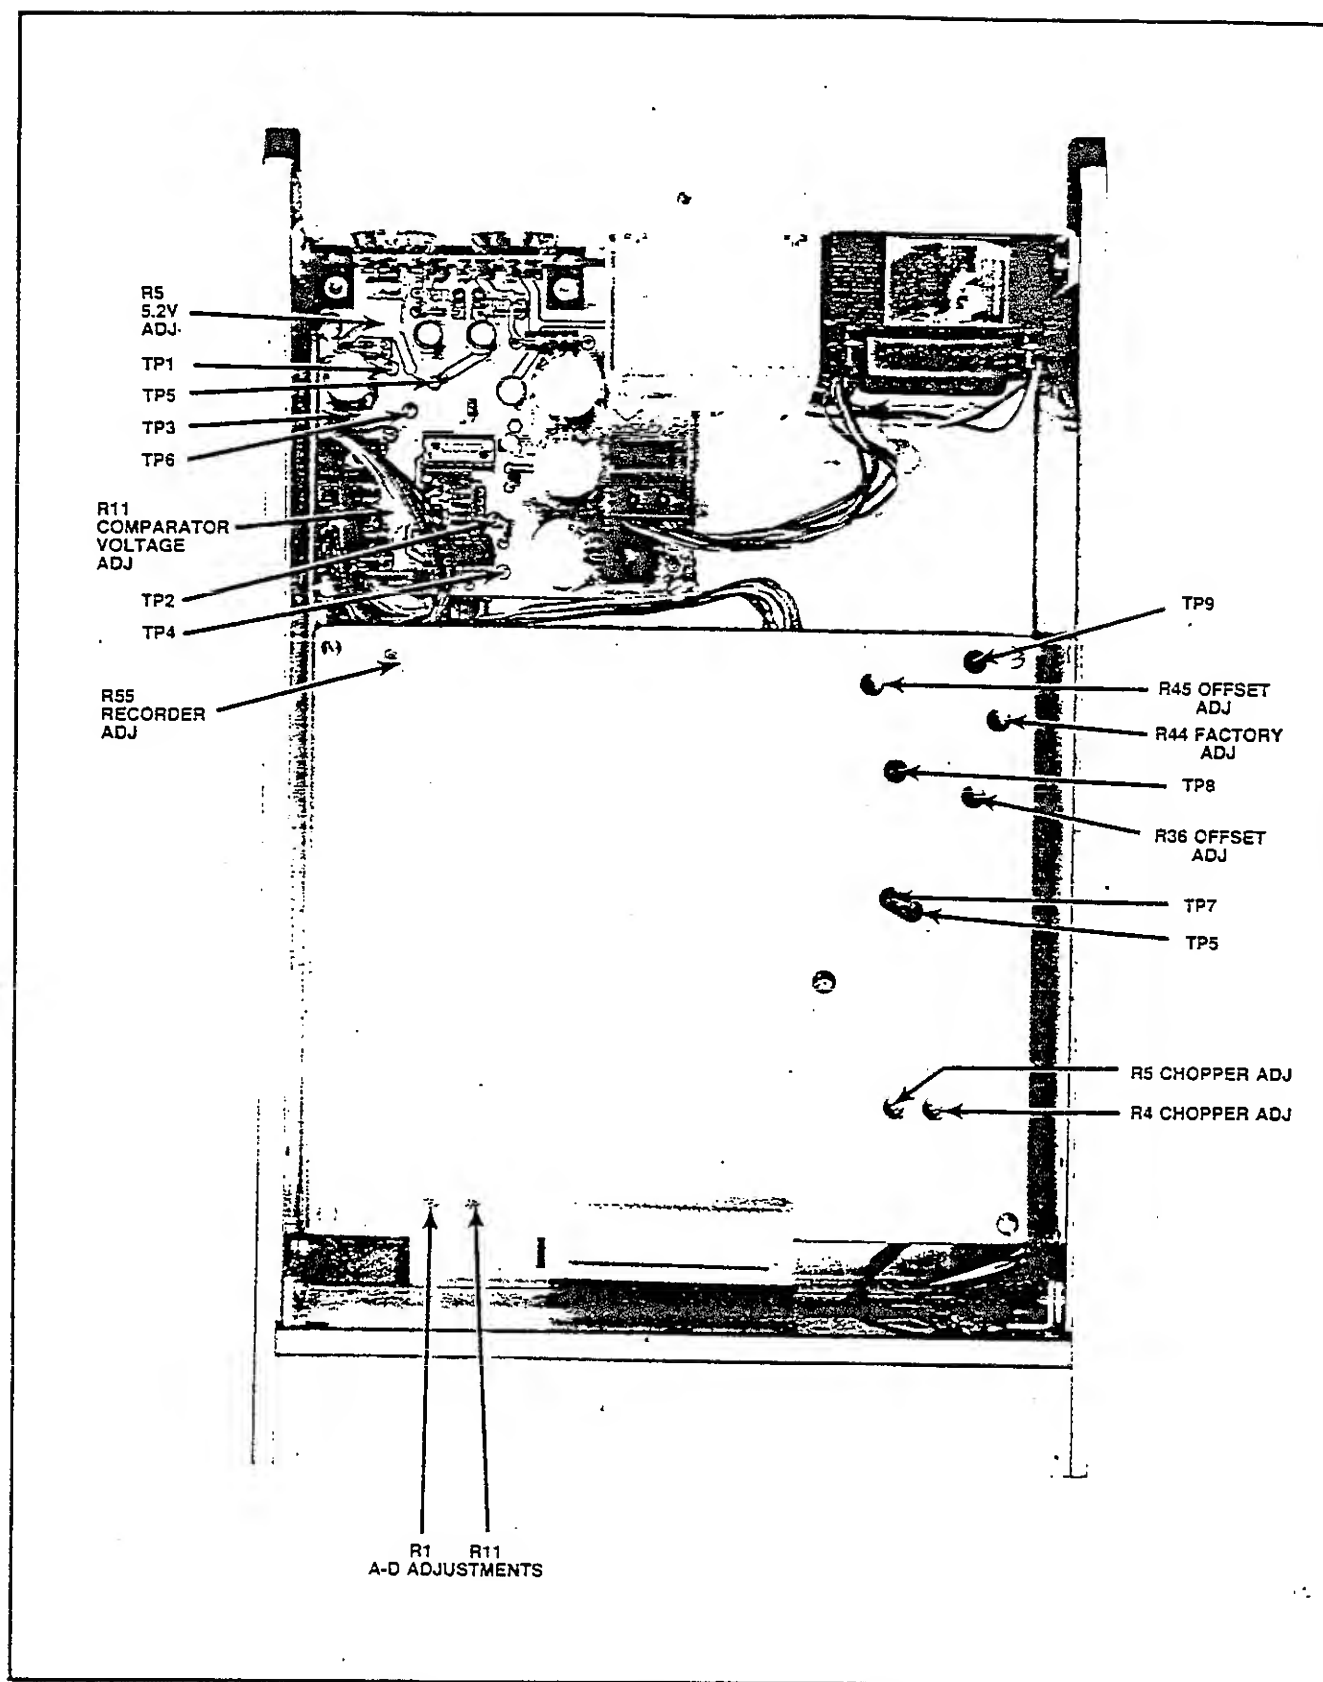 R5
5.2V
ADJ
TP1
TP5
TP3
TP6
R11
COMPARATOR
VOLTAGE
ADJ
TP2
TP4
R55
RECORDER
ADJ
TP9
3
R45 OFFSET
ADJ
R44 FACTORY
ADJ
TP8
R36 OFFSET
ADJ
TP7
TP5
R5 CHOPPER ADJ
R4 CHOPPER ADJ
R1 R11
A-D ADJUSTMENTS